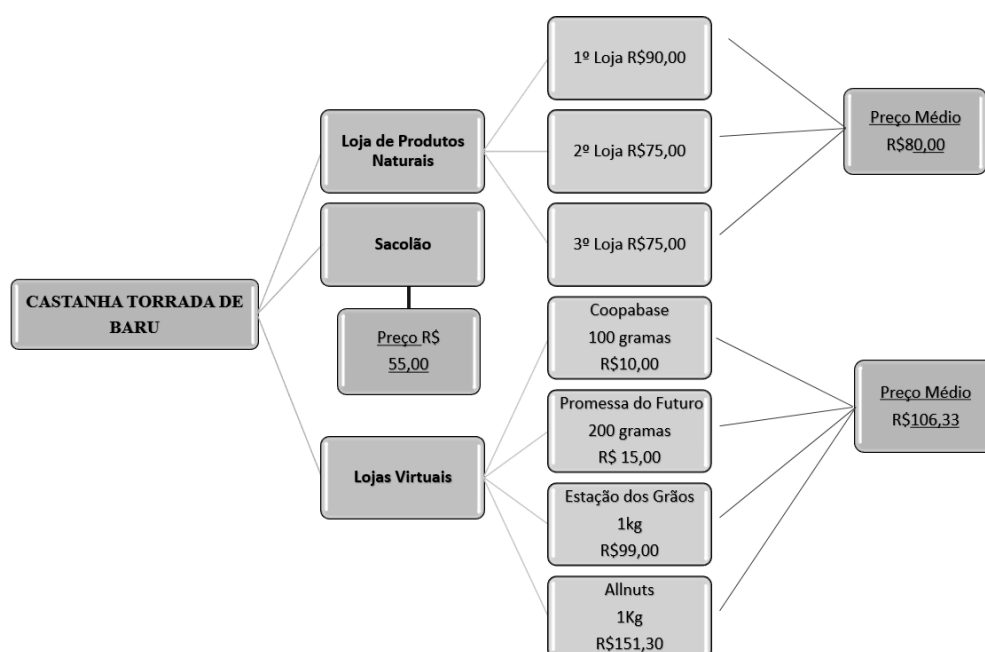 CASTANHA TORRADA DE
BARU
Loja de Produtos
Naturais
Sacolão
Preço R$
55,00
Lojas Virtuais
1º Loja R$90,00
2º Loja R$75,00
3º Loja R$75,00
Preço Médio
R$80,00
Coopabase
100 gramas
R$10,00
Promessa do Futuro
200 gramas
R$ 15,00
Estação dos Grãos
1kg
R$99,00
Allnuts
1Kg
R$151,30
Preço Médio
R$106,33